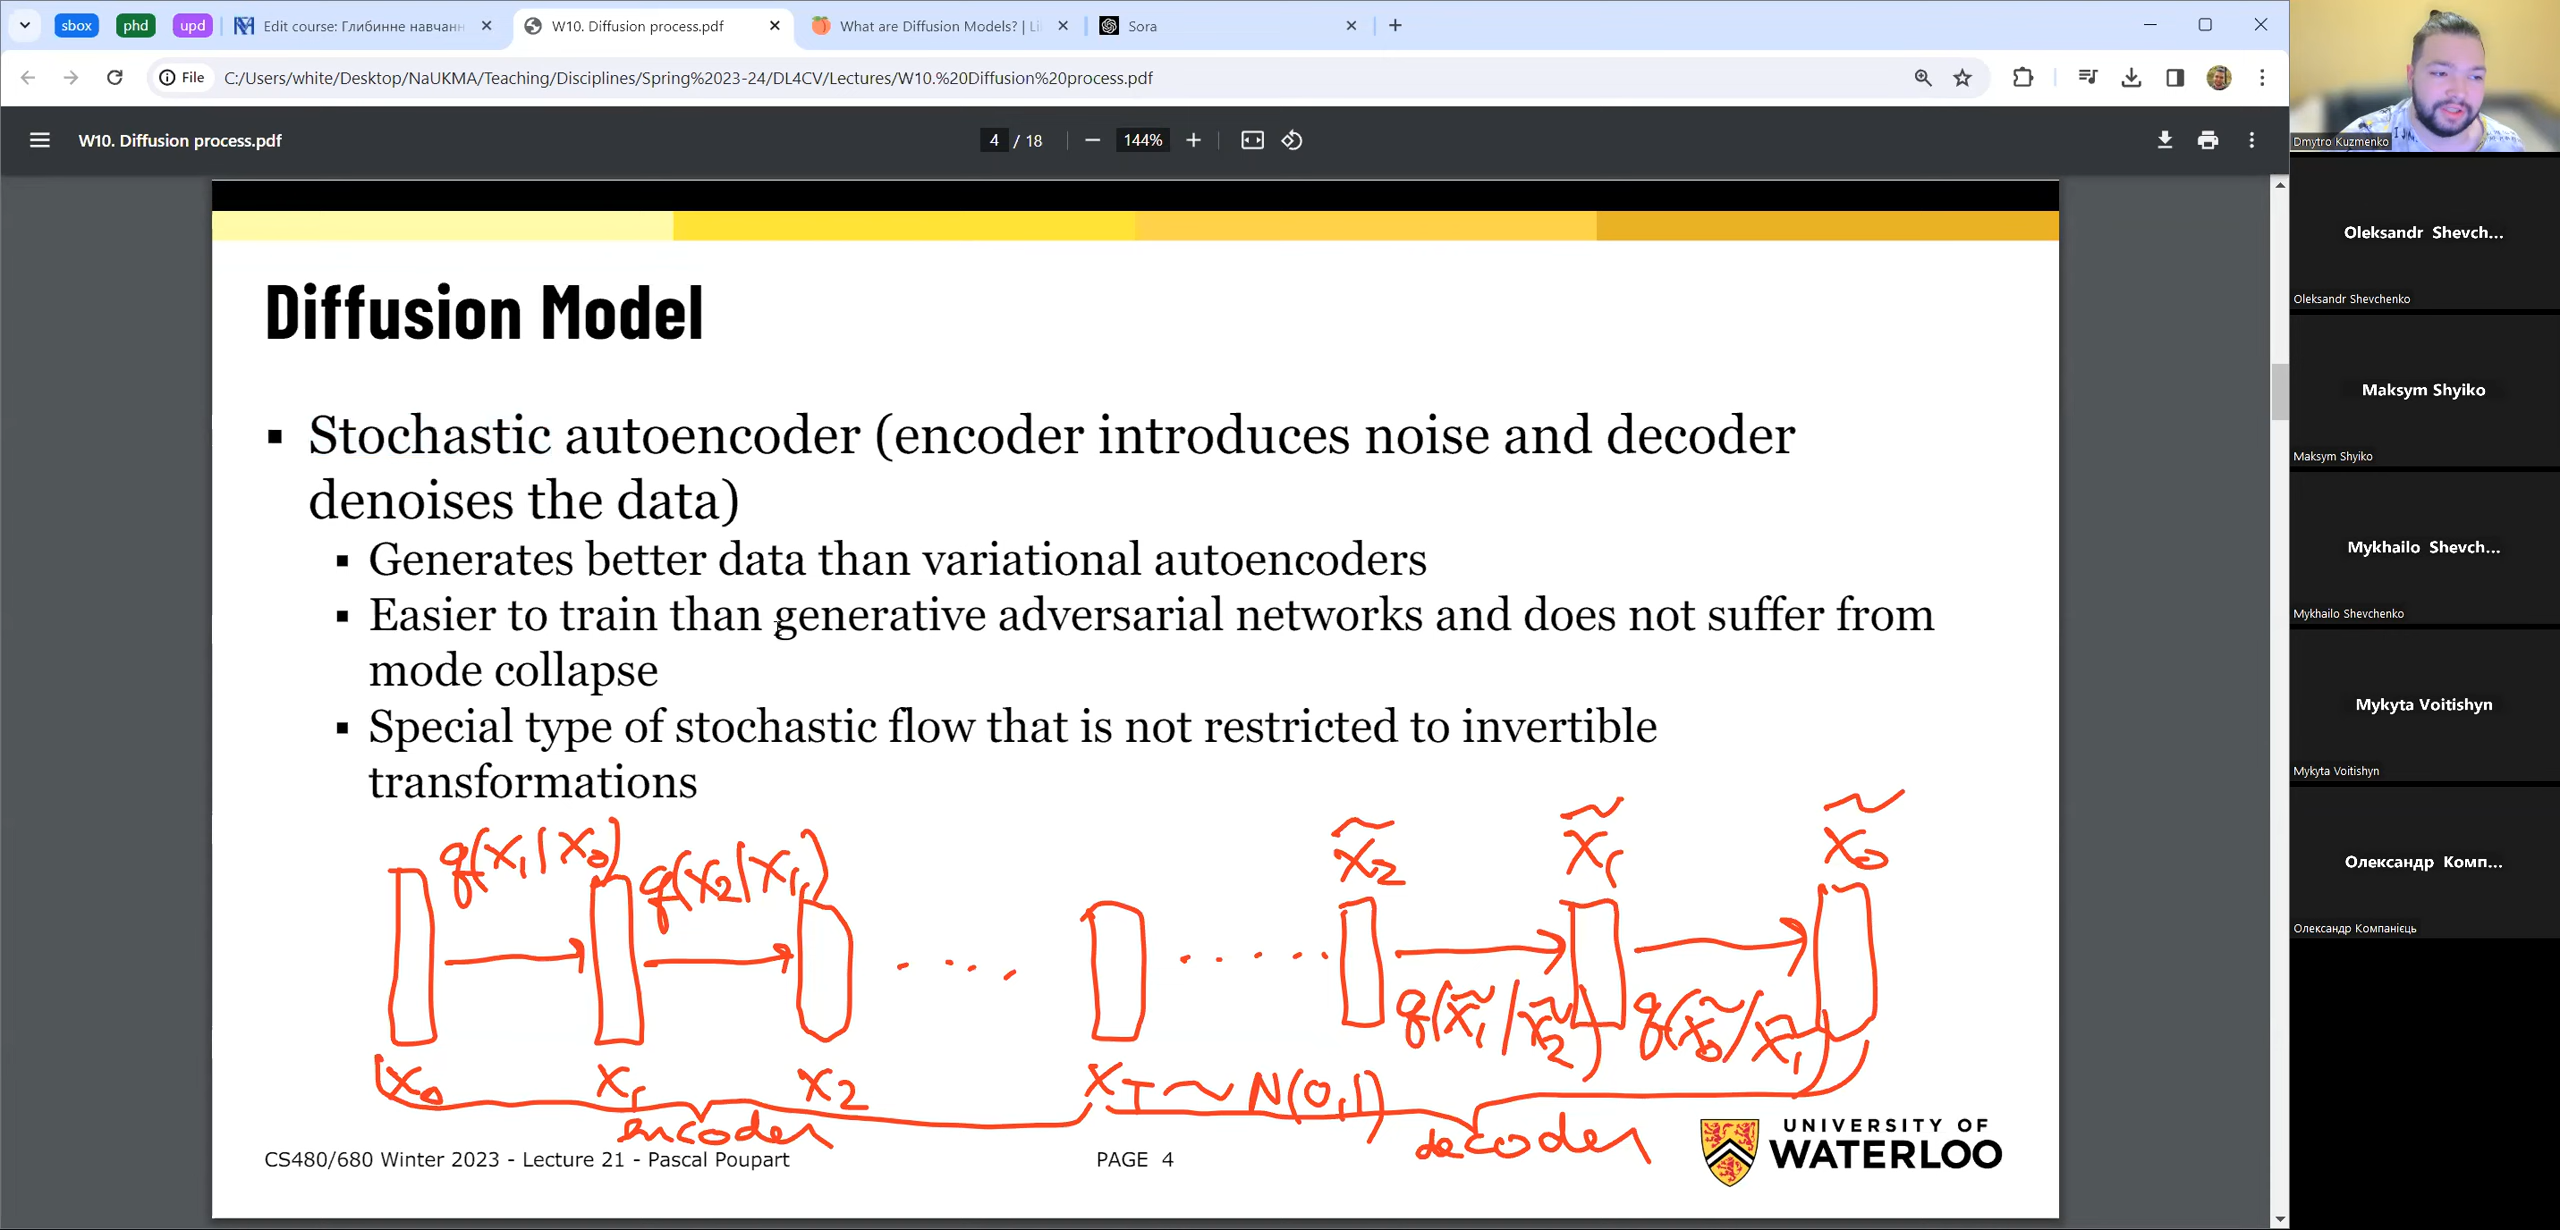 sbox
phd
upd
Edit course: Глибинне навчанн
W10. Diffusion process.pdf
What are Diffusion Models? | Li
Sora
File
C:/Users/white/Desktop/NaUKMA/Teaching/Disciplines/Spring%2023-24/DL4CV/Lectures/W10.%20Diffusion%20process.pdf
W10. Diffusion process.pdf
4 / 18
144%
Diffusion Model
▪ Stochastic autoencoder (encoder introduces noise and decoder
denoises the data)
▪ Generates better data than variational autoencoders
▪ Easier to train than generative adversarial networks and does not suffer from
mode collapse
▪ Special type of stochastic flow that is not restricted to invertible
transformations
q(x₁|x₀)
q(x₂|x₁)
x̃₂
x̃₁
x̃₀
q(x̃₁/x̃₂)
q(x̃₀/x̃₁)
x₀
x₁
x₂
x_T ~ N(0,1)
encoder
decoder
CS480/680 Winter 2023 - Lecture 21 - Pascal Poupart
PAGE 4
UNIVERSITY OF
WATERLOO
Dmytro Kuzmenko
Oleksandr Shevch...
Oleksandr Shevchenko
Maksym Shyiko
Maksym Shyiko
Mykhailo Shevch...
Mykhailo Shevchenko
Mykyta Voitishyn
Mykyta Voitishyn
Олександр Комп...
Олександр Компанієць